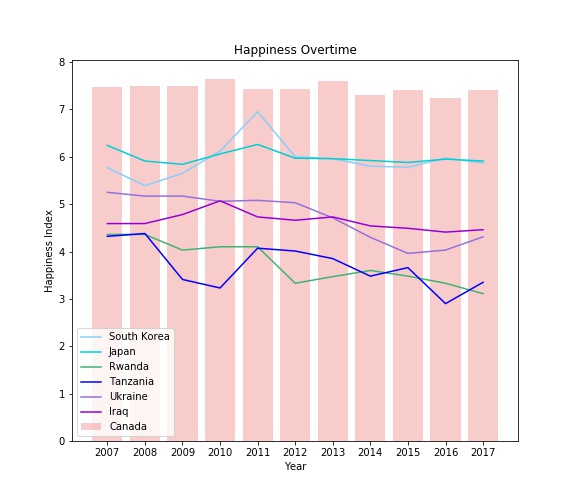 Happiness Overtime
8
7
6
5
4
3
2
1
0
Happiness Index
South Korea
Japan
Rwanda
Tanzania
Ukraine
Iraq
Canada
2007 2008 2009 2010 2011 2012 2013 2014 2015 2016 2017
Year